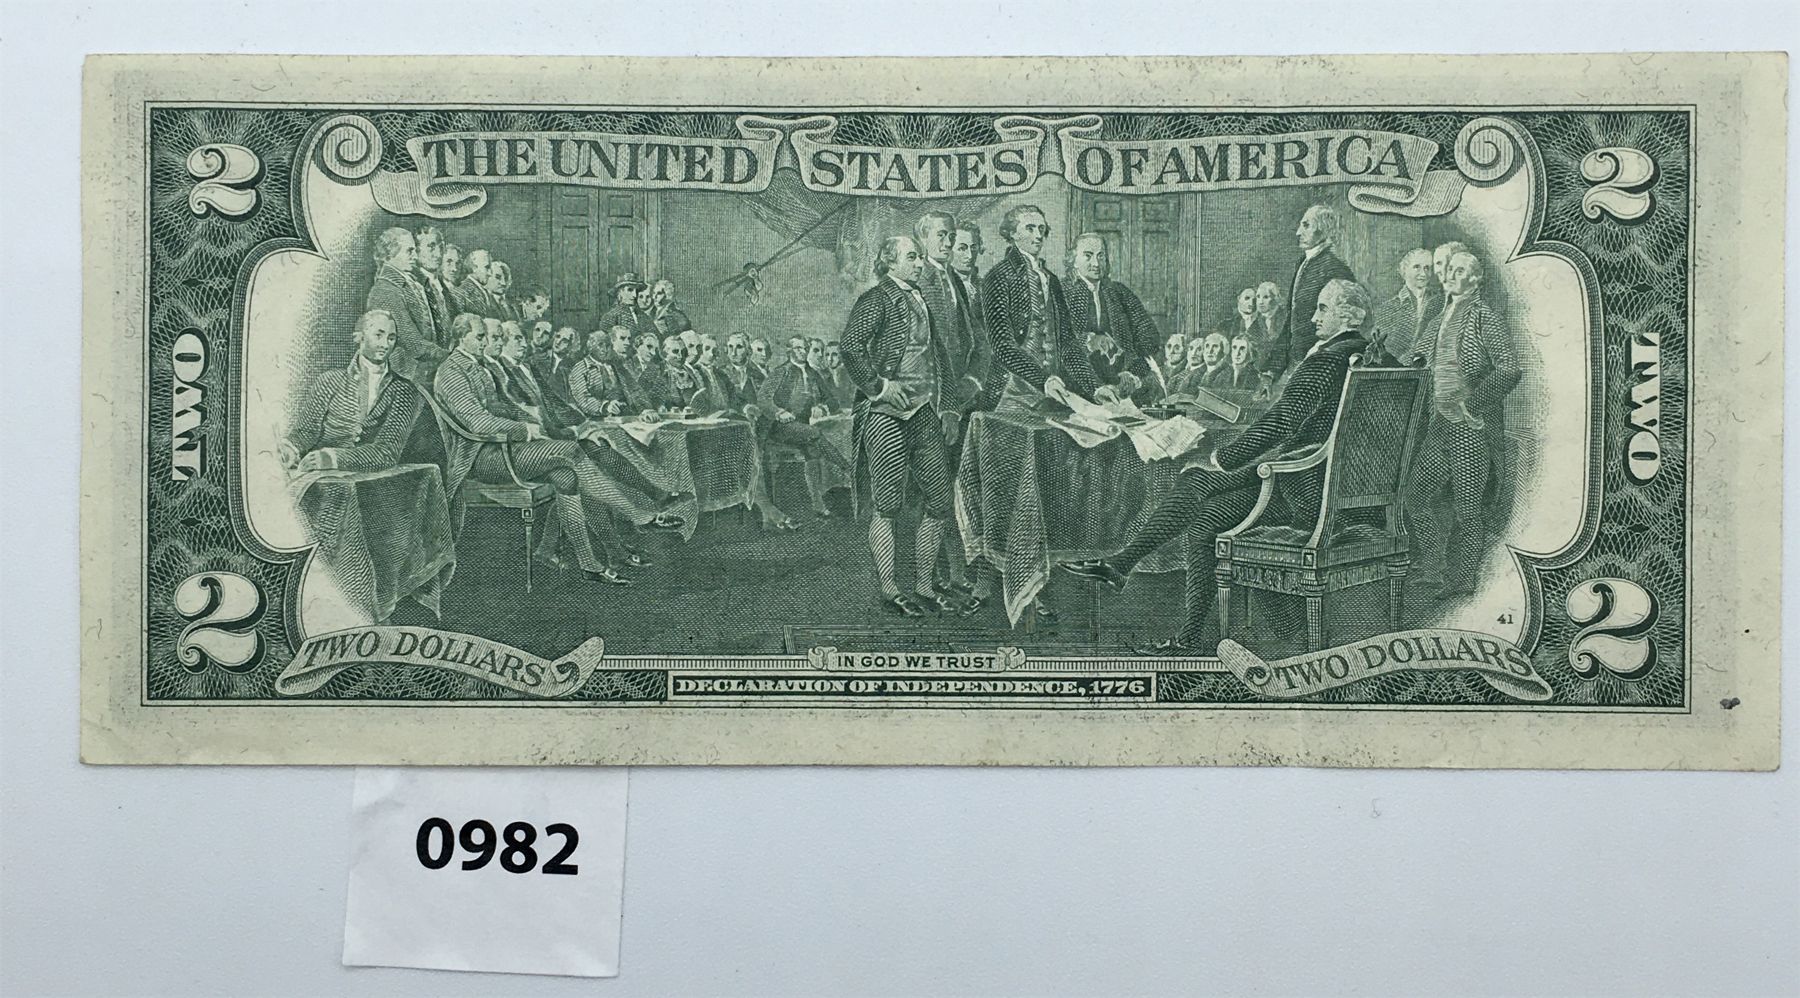 THE UNITED STATES OF AMERICA
2
2
TWO
TWO
2
2
41
TWO DOLLARS
IN GOD WE TRUST
TWO DOLLARS
DECLARATION OF INDEPENDENCE, 1776
0982